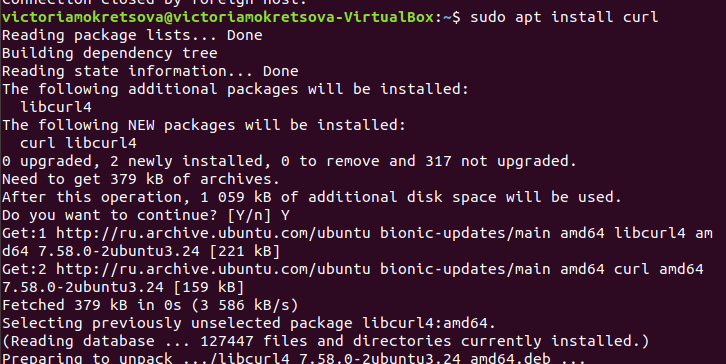 Connection closed by foreign host.
victoriamokretsova@victoriamokretsova-VirtualBox:~$ sudo apt install curl
Reading package lists... Done
Building dependency tree
Reading state information... Done
The following additional packages will be installed:
  libcurl4
The following NEW packages will be installed:
  curl libcurl4
0 upgraded, 2 newly installed, 0 to remove and 317 not upgraded.
Need to get 379 kB of archives.
After this operation, 1 059 kB of additional disk space will be used.
Do you want to continue? [Y/n] Y
Get:1 http://ru.archive.ubuntu.com/ubuntu bionic-updates/main amd64 libcurl4 am
d64 7.58.0-2ubuntu3.24 [221 kB]
Get:2 http://ru.archive.ubuntu.com/ubuntu bionic-updates/main amd64 curl amd64
7.58.0-2ubuntu3.24 [159 kB]
Fetched 379 kB in 0s (3 586 kB/s)
Selecting previously unselected package libcurl4:amd64.
(Reading database ... 127447 files and directories currently installed.)
Preparing to unpack .../libcurl4_7.58.0-2ubuntu3.24_amd64.deb ...